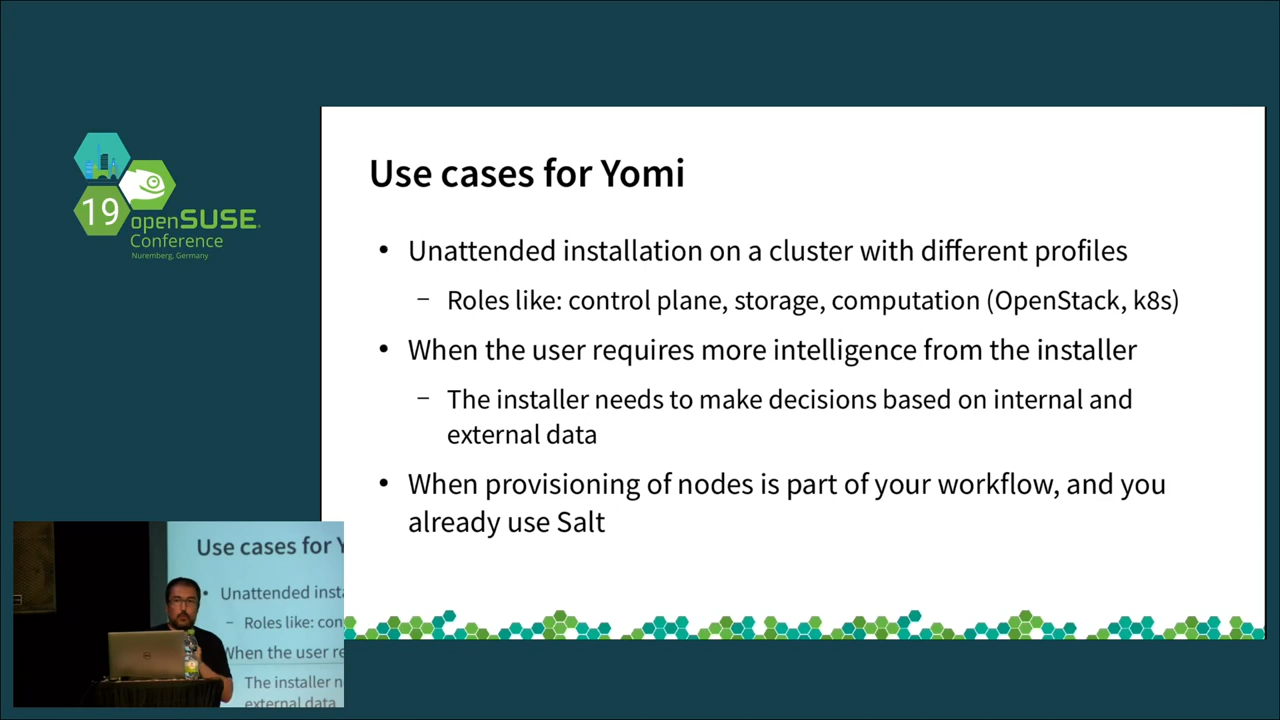 19
openSUSE
Conference
Nuremberg, Germany
Use cases for Yomi
• Unattended installation on a cluster with different profiles
– Roles like: control plane, storage, computation (OpenStack, k8s)
• When the user requires more intelligence from the installer
– The installer needs to make decisions based on internal and
external data
• When provisioning of nodes is part of your workflow, and you
already use Salt
Use cases for Y
• Unattended insta
– Roles like: con
When the user re
The installer n
external data